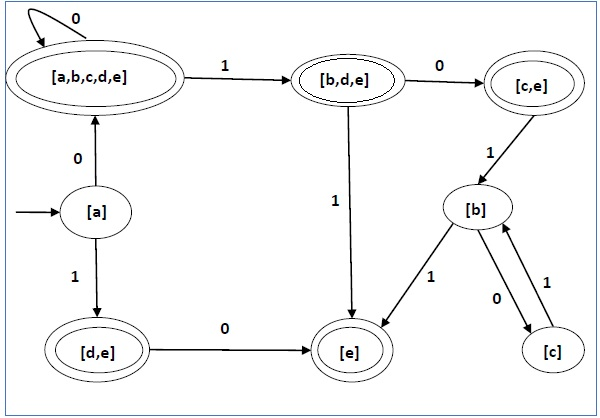 0
[a,b,c,d,e]
1
[b,d,e]
0
[c,e]
0
1
[a]
1
[b]
1
1
0
1
0
[d,e]
[e]
[c]